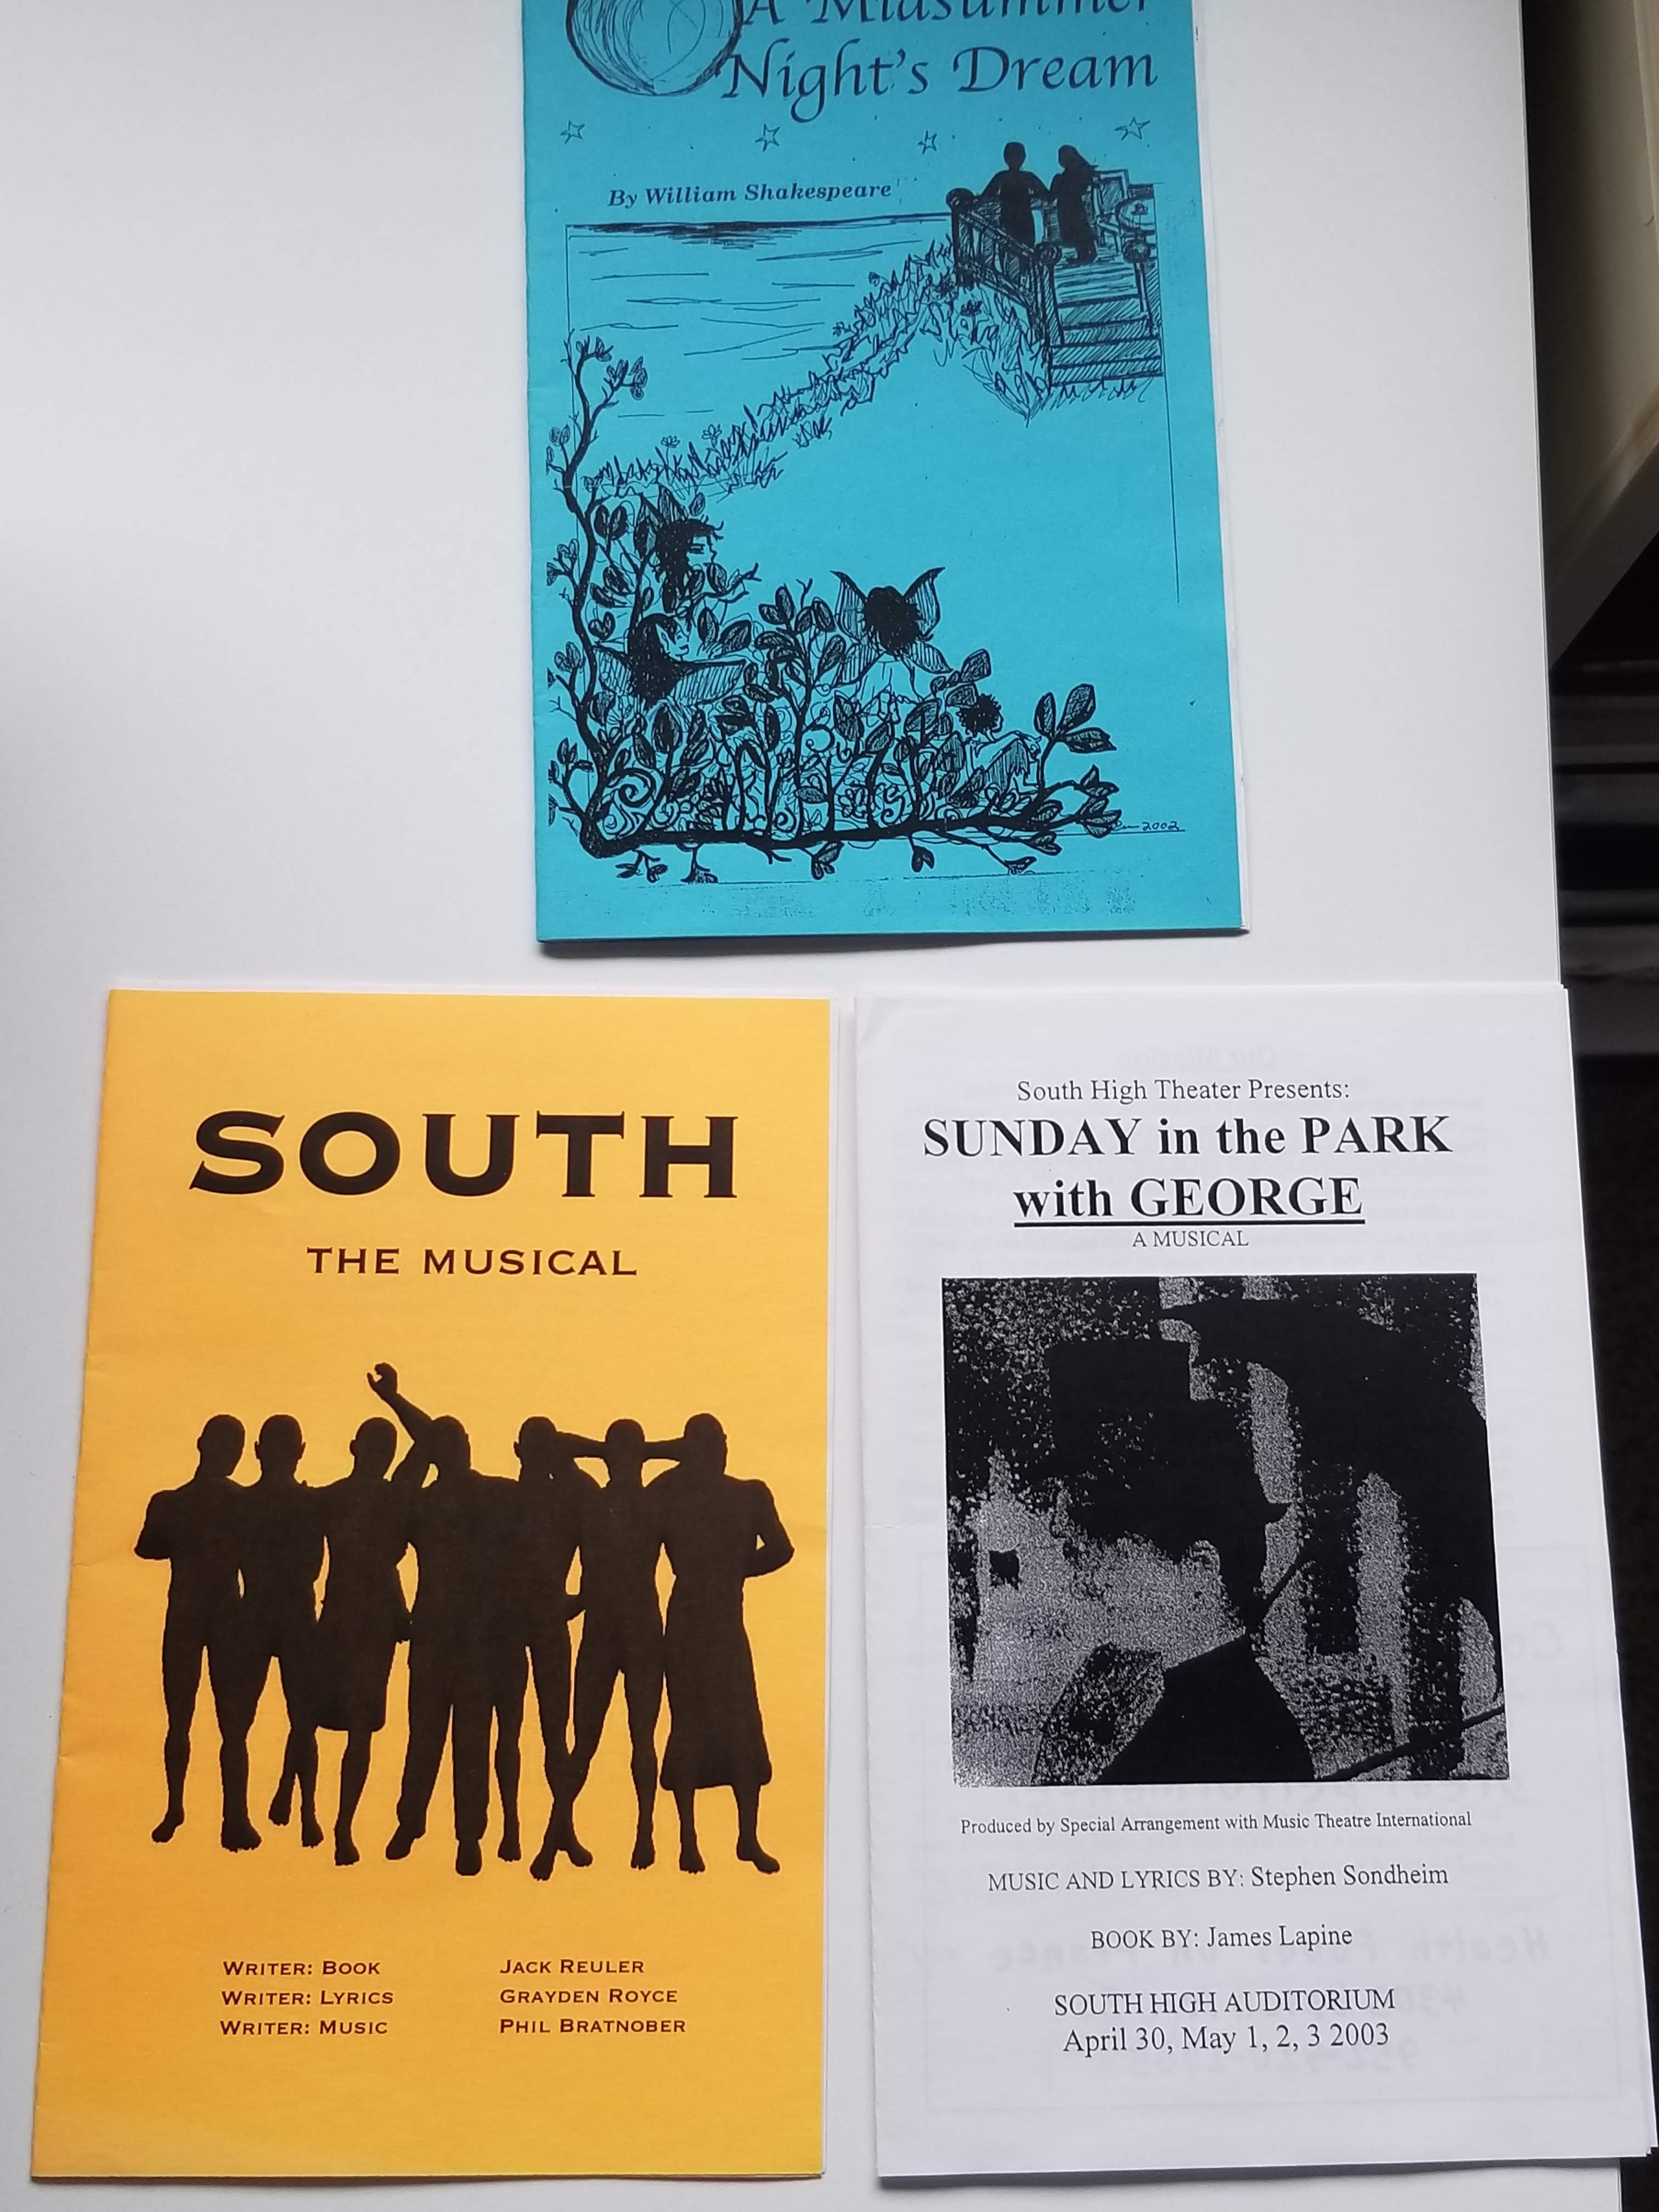 A Midsummer
Night's Dream
By William Shakespeare
2002
SOUTH
THE MUSICAL
WRITER: BOOK JACK REULER
WRITER: LYRICS GRAYDEN ROYCE
WRITER: MUSIC PHIL BRATNOBER
South High Theater Presents:
SUNDAY in the PARK
with GEORGE
A MUSICAL
Produced by Special Arrangement with Music Theatre International
MUSIC AND LYRICS BY: Stephen Sondheim
BOOK BY: James Lapine
SOUTH HIGH AUDITORIUM
April 30, May 1, 2, 3 2003